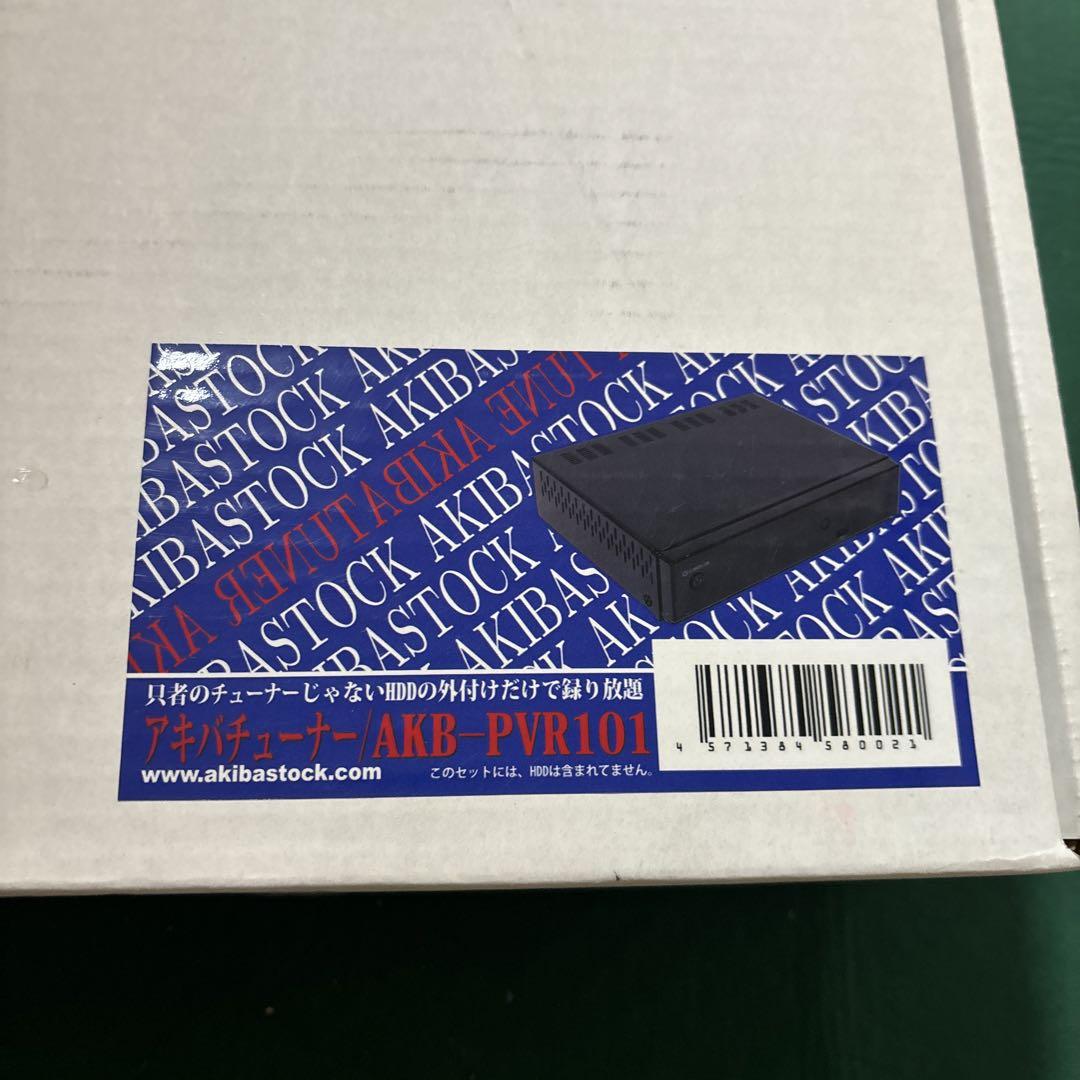 AKIBASTOCK AKIBASTOCK
AKIBATUNER AKIBATUNE
只者のチューナーじゃないHDDの外付けだけで録り放題
アキバチューナー/AKB-PVR101
www.akibastock.com
このセットには、HDDは含まれてません。
4 571384 580021